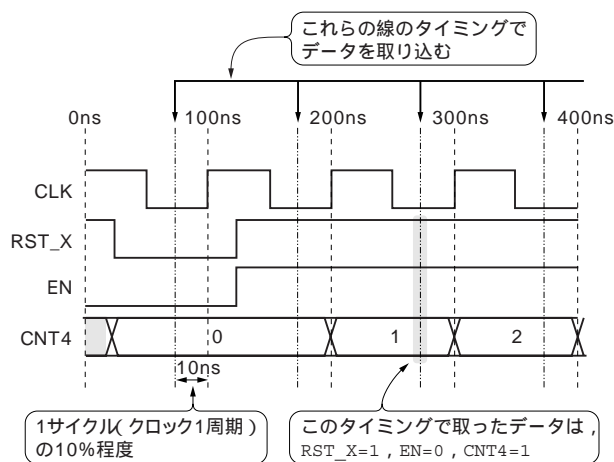 これらの線のタイミングで
データを取り込む
0ns
100ns
200ns
300ns
400ns
CLK
RST_X
EN
CNT4
0
1
2
10ns
1サイクル(クロック1周期)
の10%程度
このタイミングで取ったデータは,
RST_X=1 , EN=0 , CNT4=1